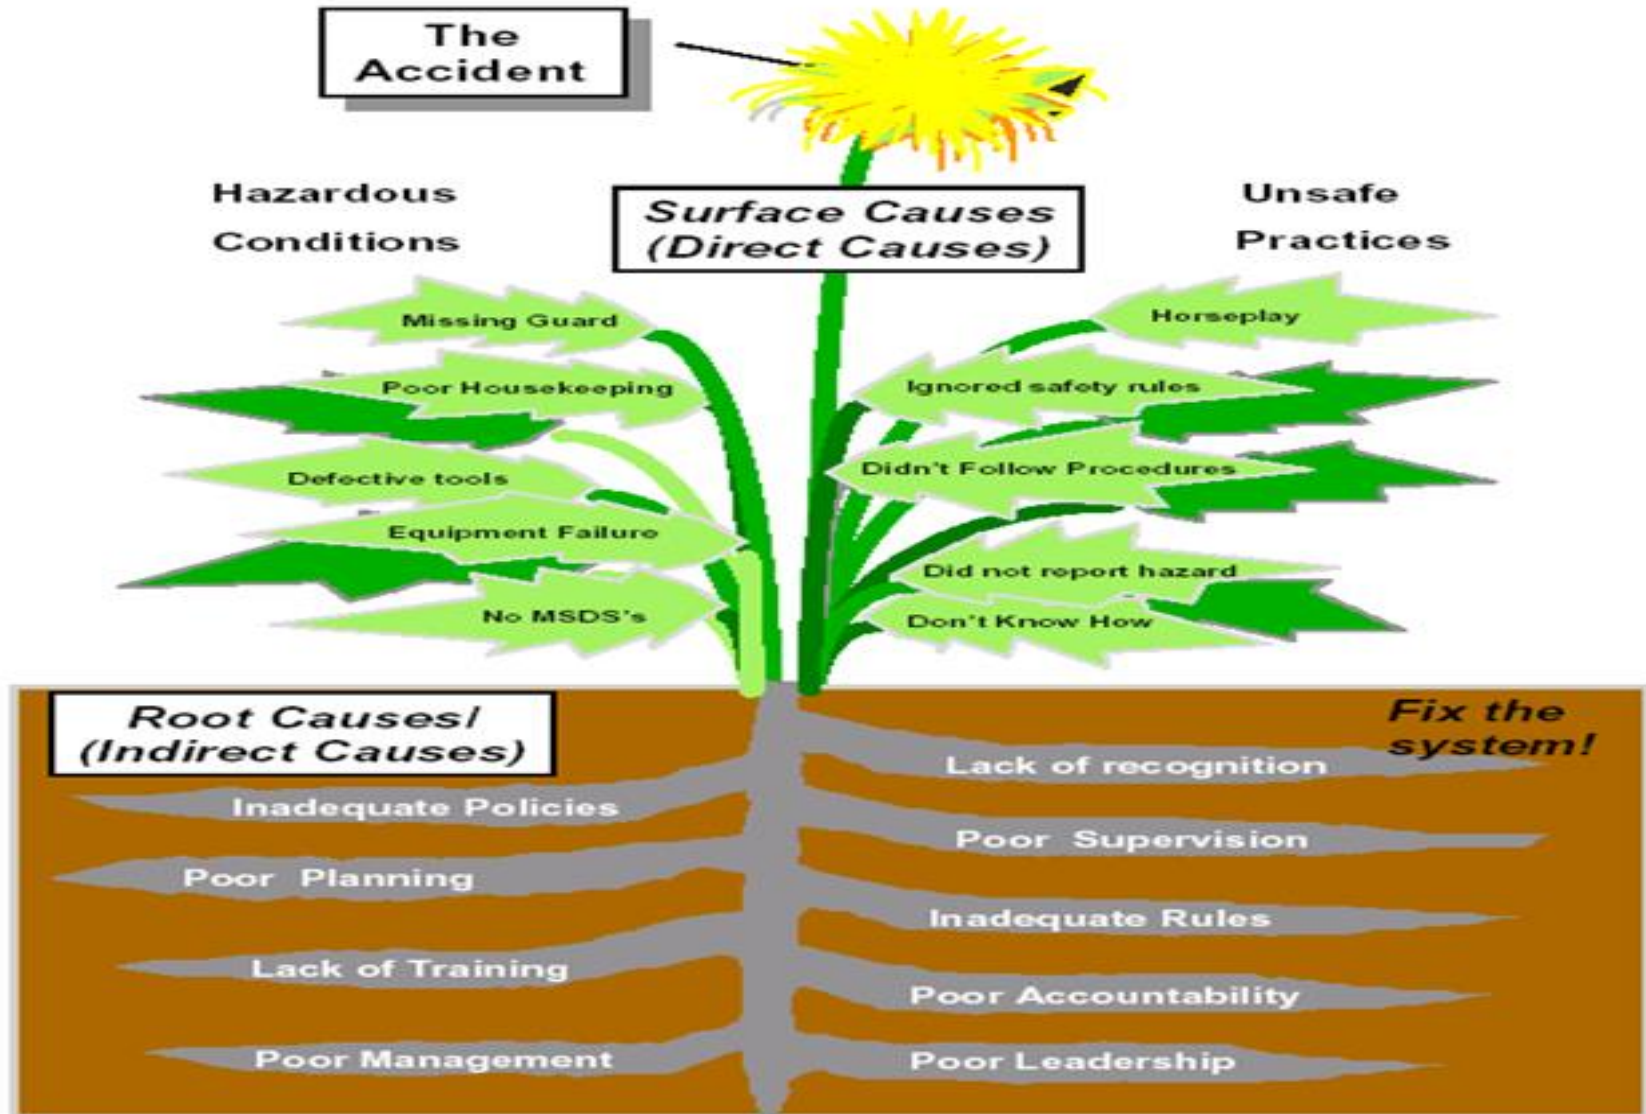 The
Accident
Hazardous
Conditions
Surface Causes
(Direct Causes)
Unsafe
Practices
Missing Guard
Poor Housekeeping
Defective tools
Equipment Failure
No MSDS's
Horseplay
Ignored safety rules
Didn't Follow Procedures
Did not report hazard
Don't Know How
Root Causes/
(Indirect Causes)
Fix the
system!
Inadequate Policies
Poor Planning
Lack of Training
Poor Management
Lack of recognition
Poor Supervision
Inadequate Rules
Poor Accountability
Poor Leadership